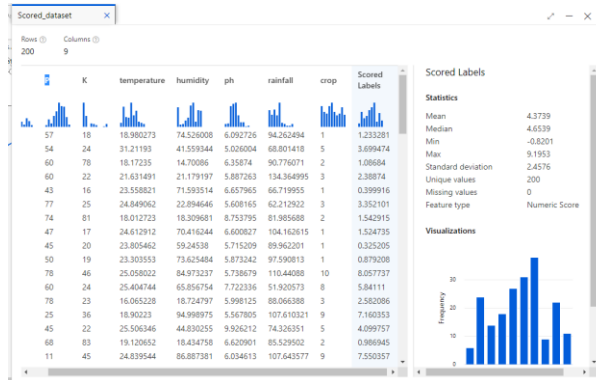 Scored_dataset
Rows Columns
200 9
P K temperature humidity ph rainfall crop Scored Labels
57 18 18.980273 74.526008 6.092726 94.262494 1 1.233281
54 24 31.21193 41.559344 5.026004 68.801418 5 3.699474
60 78 18.17235 14.70086 6.35874 90.776071 2 1.08684
60 22 21.631491 21.179197 5.887263 134.364995 3 2.38874
43 16 23.558821 71.593514 6.657965 66.719955 1 0.399916
77 25 24.849062 22.894646 5.608165 62.212922 3 3.352101
74 81 18.012723 18.309681 8.753795 81.985688 2 1.542915
47 17 24.612912 70.416244 6.600827 104.162615 1 1.524735
45 20 23.805462 59.24538 5.715209 89.962201 1 0.325205
50 19 23.303553 73.625484 5.873242 97.590813 1 0.879208
78 46 25.058022 84.973237 5.738679 110.44088 10 8.057737
60 24 25.404744 65.856754 7.722336 51.920573 8 5.84111
78 23 16.065228 18.724797 5.998125 88.066388 3 2.582086
25 36 18.90223 94.998975 5.567805 107.610321 9 7.160353
45 22 25.506346 44.830255 9.926212 74.326351 5 4.099757
68 83 19.120652 18.434758 6.620901 85.529502 2 0.986945
11 45 24.839544 86.887381 6.034613 107.643577 9 7.550357
Scored Labels
Statistics
Mean 4.3739
Median 4.6539
Min -0.8201
Max 9.1953
Standard deviation 2.4576
Unique values 200
Missing values 0
Feature type Numeric Score
Visualizations
Frequency
30
20
10
0